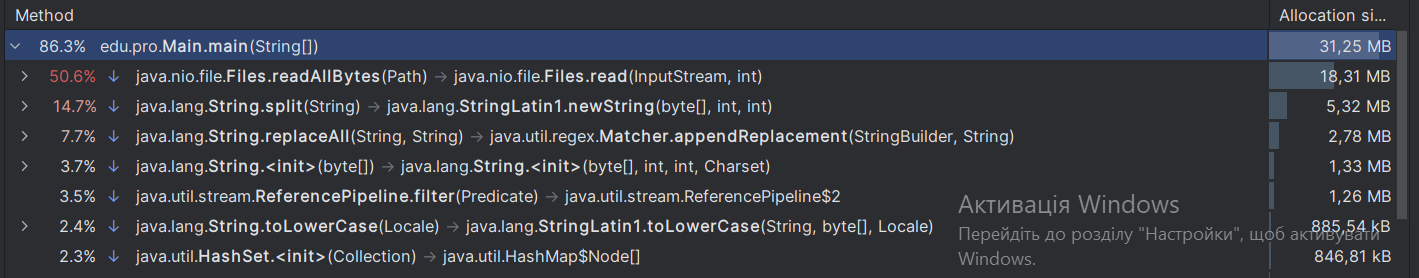 Method Allocation si...
86.3% edu.pro.Main.main(String[]) 31,25 MB
50.6% ↓ java.nio.file.Files.readAllBytes(Path) → java.nio.file.Files.read(InputStream, int) 18,31 MB
14.7% ↓ java.lang.String.split(String) → java.lang.StringLatin1.newString(byte[], int, int) 5,32 MB
7.7% ↓ java.lang.String.replaceAll(String, String) → java.util.regex.Matcher.appendReplacement(StringBuilder, String) 2,78 MB
3.7% ↓ java.lang.String.<init>(byte[]) → java.lang.String.<init>(byte[], int, int, Charset) 1,33 MB
3.5% ↓ java.util.stream.ReferencePipeline.filter(Predicate) → java.util.stream.ReferencePipeline$2 1,26 MB
2.4% ↓ java.lang.String.toLowerCase(Locale) → java.lang.StringLatin1.toLowerCase(String, byte[], Locale) 885,54 kB
2.3% ↓ java.util.HashSet.<init>(Collection) → java.util.HashMap$Node[] 846,81 kB
Активація Windows
Перейдіть до розділу "Настройки", щоб активувати
Windows.